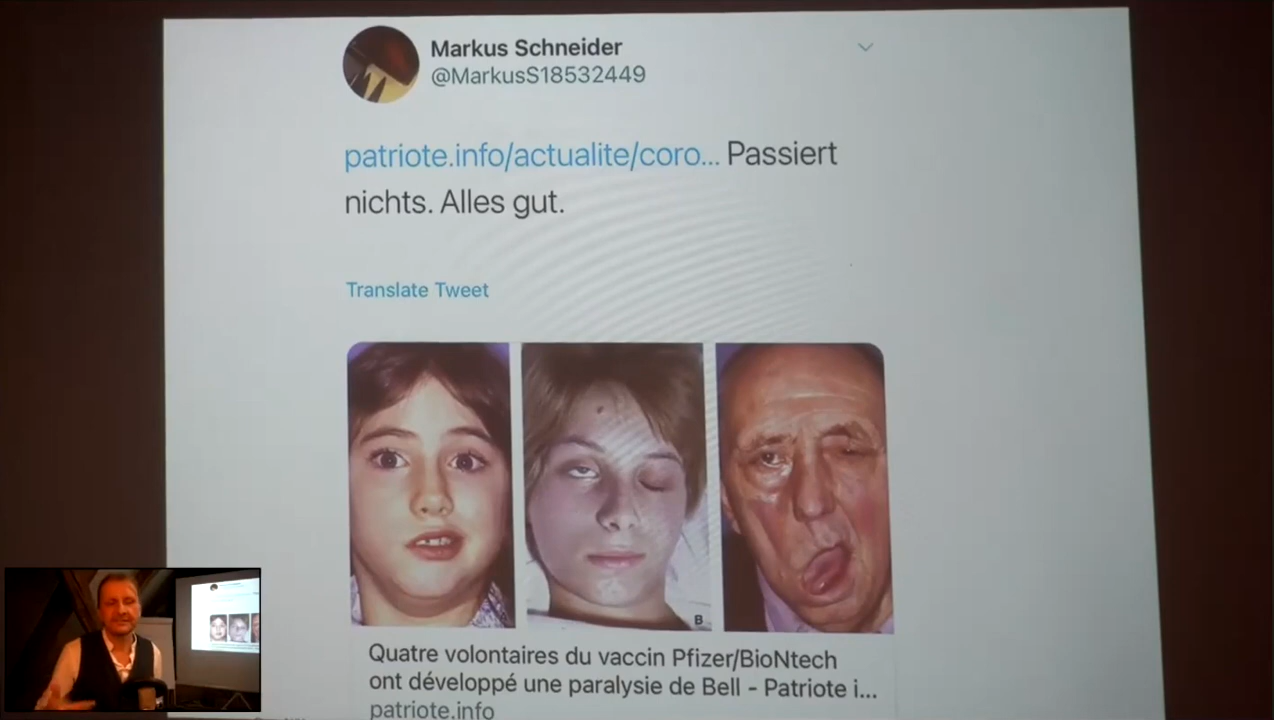 Markus Schneider
@MarkusS18532449
patriote.info/actualite/coro... Passiert
nichts. Alles gut.
Translate Tweet
B
Quatre volontaires du vaccin Pfizer/BioNtech
ont développé une paralysie de Bell - Patriote i...
patriote.info